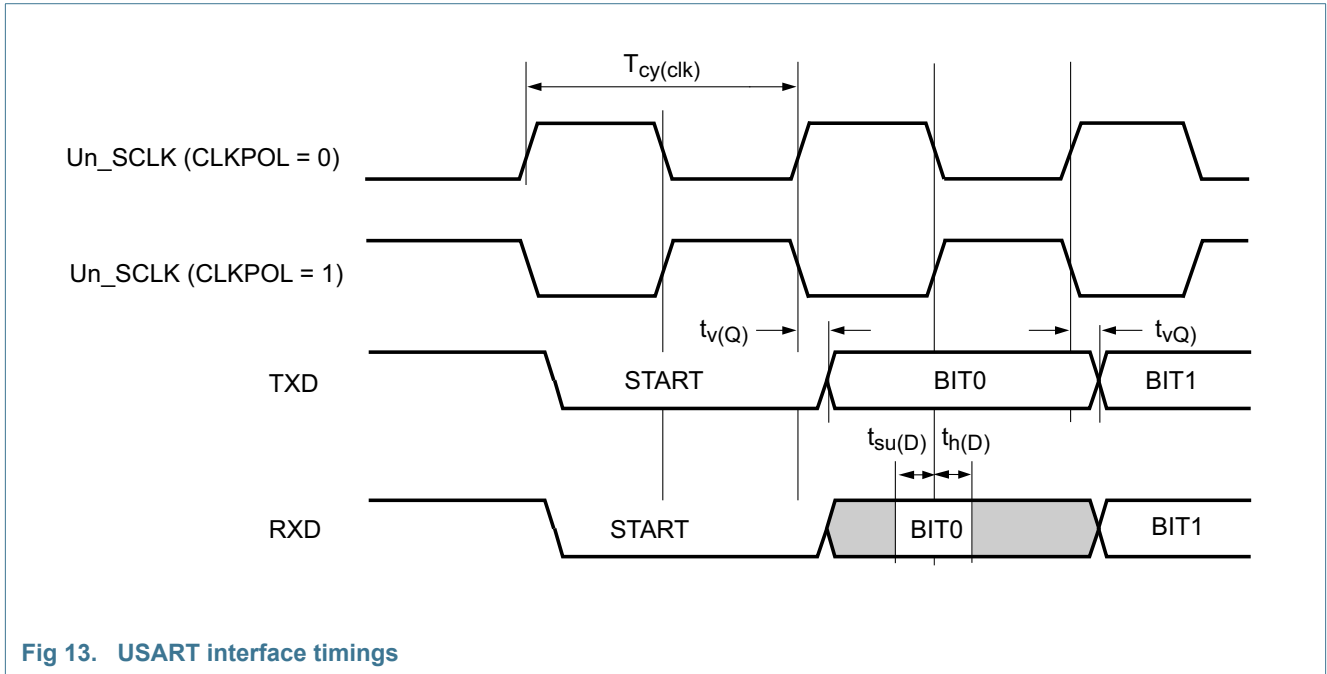 Tcy(clk)
Un_SCLK (CLKPOL = 0)
Un_SCLK (CLKPOL = 1)
tv(Q) tvQ)
TXD START BIT0 BIT1
tsu(D) th(D)
RXD START BIT0 BIT1
Fig 13. USART interface timings